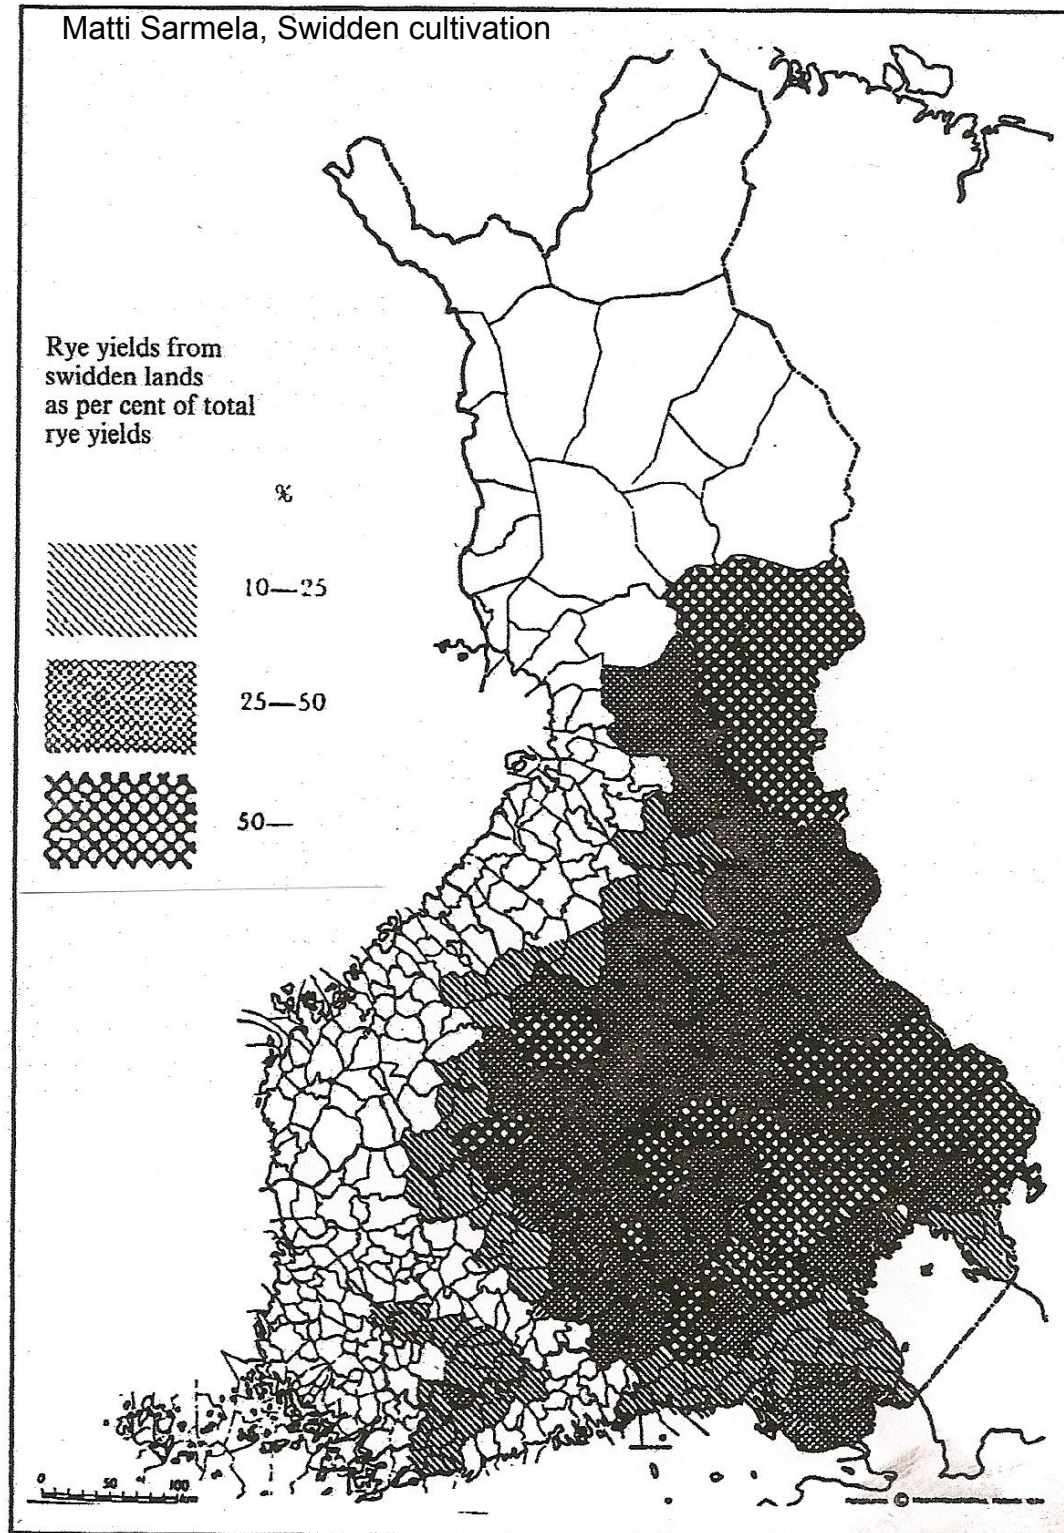 Matti Sarmela, Swidden cultivation
Rye yields from
swidden lands
as per cent of total
rye yields
%
10—25
25—50
50—
0 50 100
©